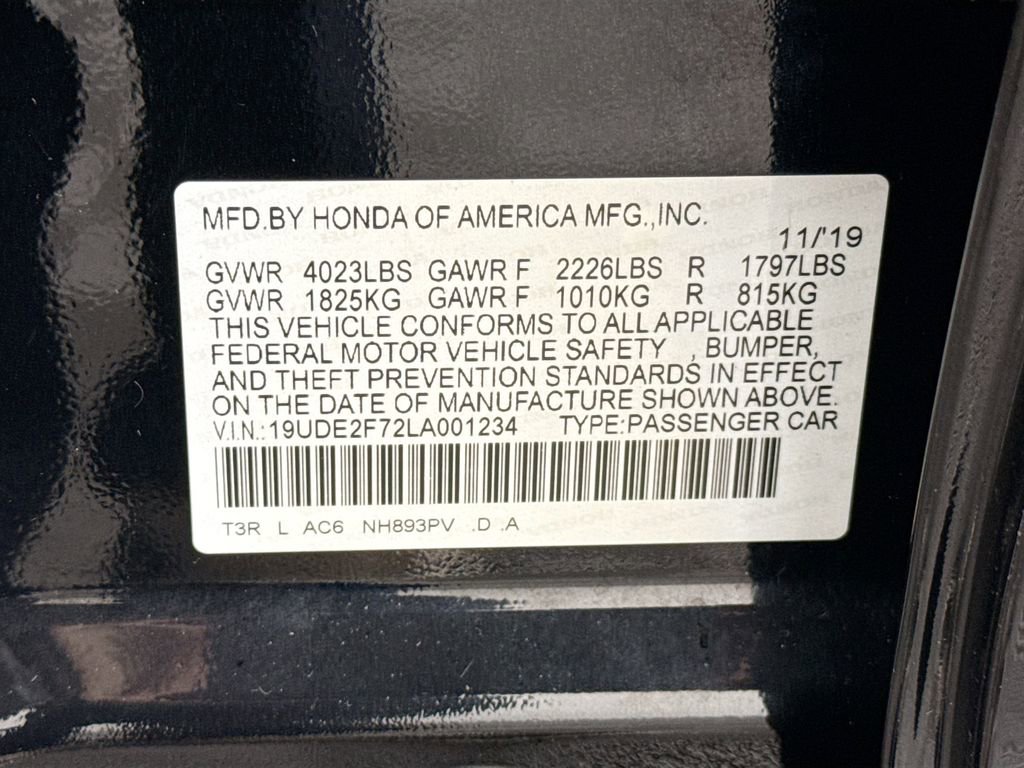 MFD.BY HONDA OF AMERICA MFG.,INC.
11/'19
GVWR 4023LBS GAWR F 2226LBS R 1797LBS
GVWR 1825KG GAWR F 1010KG R 815KG
THIS VEHICLE CONFORMS TO ALL APPLICABLE
FEDERAL MOTOR VEHICLE SAFETY , BUMPER,
AND THEFT PREVENTION STANDARDS IN EFFECT
ON THE DATE OF MANUFACTURE SHOWN ABOVE.
V.I.N.:19UDE2F72LA001234 TYPE:PASSENGER CAR
T3R L AC6 NH893PV .D .A